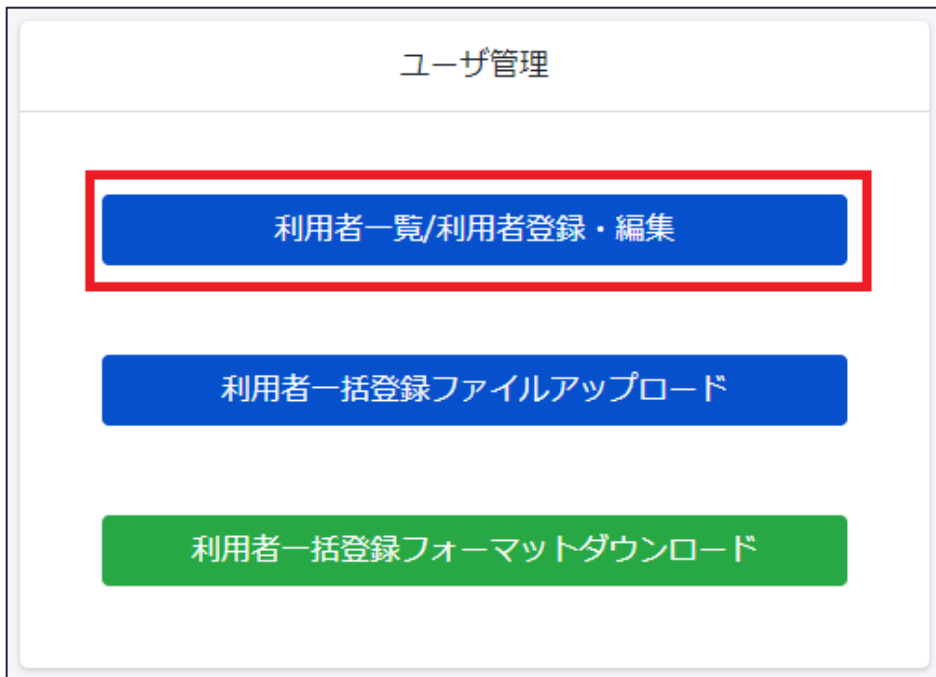 ユーザ管理
利用者一覧/利用者登録・編集
利用者一括登録ファイルアップロード
利用者一括登録フォーマットダウンロード